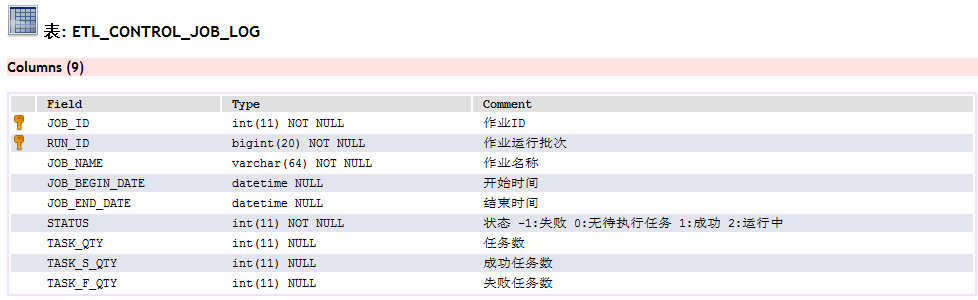 表: ETL_CONTROL_JOB_LOG
Columns (9)
Field Type Comment
JOB_ID int(11) NOT NULL 作业ID
RUN_ID bigint(20) NOT NULL 作业运行批次
JOB_NAME varchar(64) NOT NULL 作业名称
JOB_BEGIN_DATE datetime NULL 开始时间
JOB_END_DATE datetime NULL 结束时间
STATUS int(11) NOT NULL 状态 -1:失败 0:无待执行任务 1:成功 2:运行中
TASK_QTY int(11) NULL 任务数
TASK_S_QTY int(11) NULL 成功任务数
TASK_F_QTY int(11) NULL 失败任务数